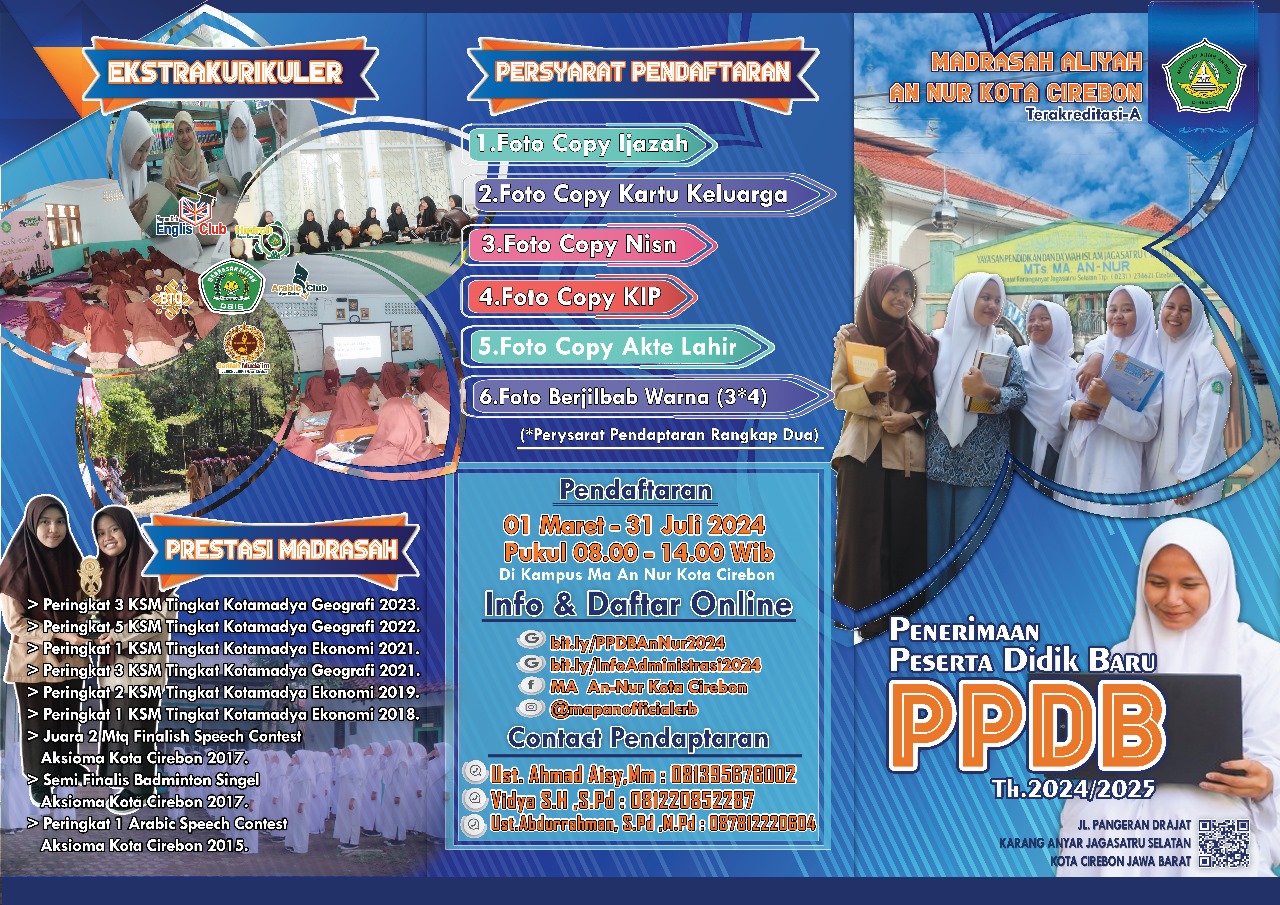 EKSTRAKURIKULER
Englis Club
Arabic Club
BTQ
MADRASAH ALIYAH
OSIS
PRESTASI MADRASAH
> Peringkat 3 KSM Tingkat Kotamadya Geografi 2023.
> Peringkat 5 KSM Tingkat Kotamadya Geografi 2022.
> Peringkat 1 KSM Tingkat Kotamadya Ekonomi 2021.
> Peringkat 3 KSM Tingkat Kotamadya Geografi 2021.
> Peringkat 2 KSM Tingkat Kotamadya Ekonomi 2019.
> Peringkat 1 KSM Tingkat Kotamadya Ekonomi 2018.
> Juara 2 Mtq Finalish Speech Contest
Aksioma Kota Cirebon 2017.
> Semi Finalis Badminton Singel
Aksioma Kota Cirebon 2017.
> Peringkat 1 Arabic Speech Contest
Aksioma Kota Cirebon 2015.
PERSYARAT PENDAFTARAN
1.Foto Copy Ijazah
2.Foto Copy Kartu Keluarga
3.Foto Copy Nisn
4.Foto Copy KIP
5.Foto Copy Akte Lahir
6.Foto Berjilbab Warna (3*4)
(*Perysarat Pendaptaran Rangkap Dua)
Pendaftaran
01 Maret - 31 Juli 2024
Pukul 08.00 - 14.00 Wib
Di Kampus Ma An Nur Kota Cirebon
Info & Daftar Online
bit.ly/PPDBAnNur2024
bit.ly/InfoAdministrasi2024
MA An-Nur Kota Cirebon
@mapanofficialcrb
Contact Pendaptaran
Ust. Ahmad Aisy,Mm : 081395676002
Vidya S.H ,S.Pd : 081220852287
Ust.Abdurrahman, S.Pd ,M.Pd : 087812220604
MADRASAH ALIYAH
AN NUR KOTA CIREBON
Terakreditasi-A
CIREBON
MTs. MA. AN-NUR
PENERIMAAN
PESERTA DIDIK BARU
PPDB
Th.2024/2025
JL. PANGERAN DRAJAT
KARANG ANYAR JAGASATRU SELATAN
KOTA CIREBON JAWA BARAT